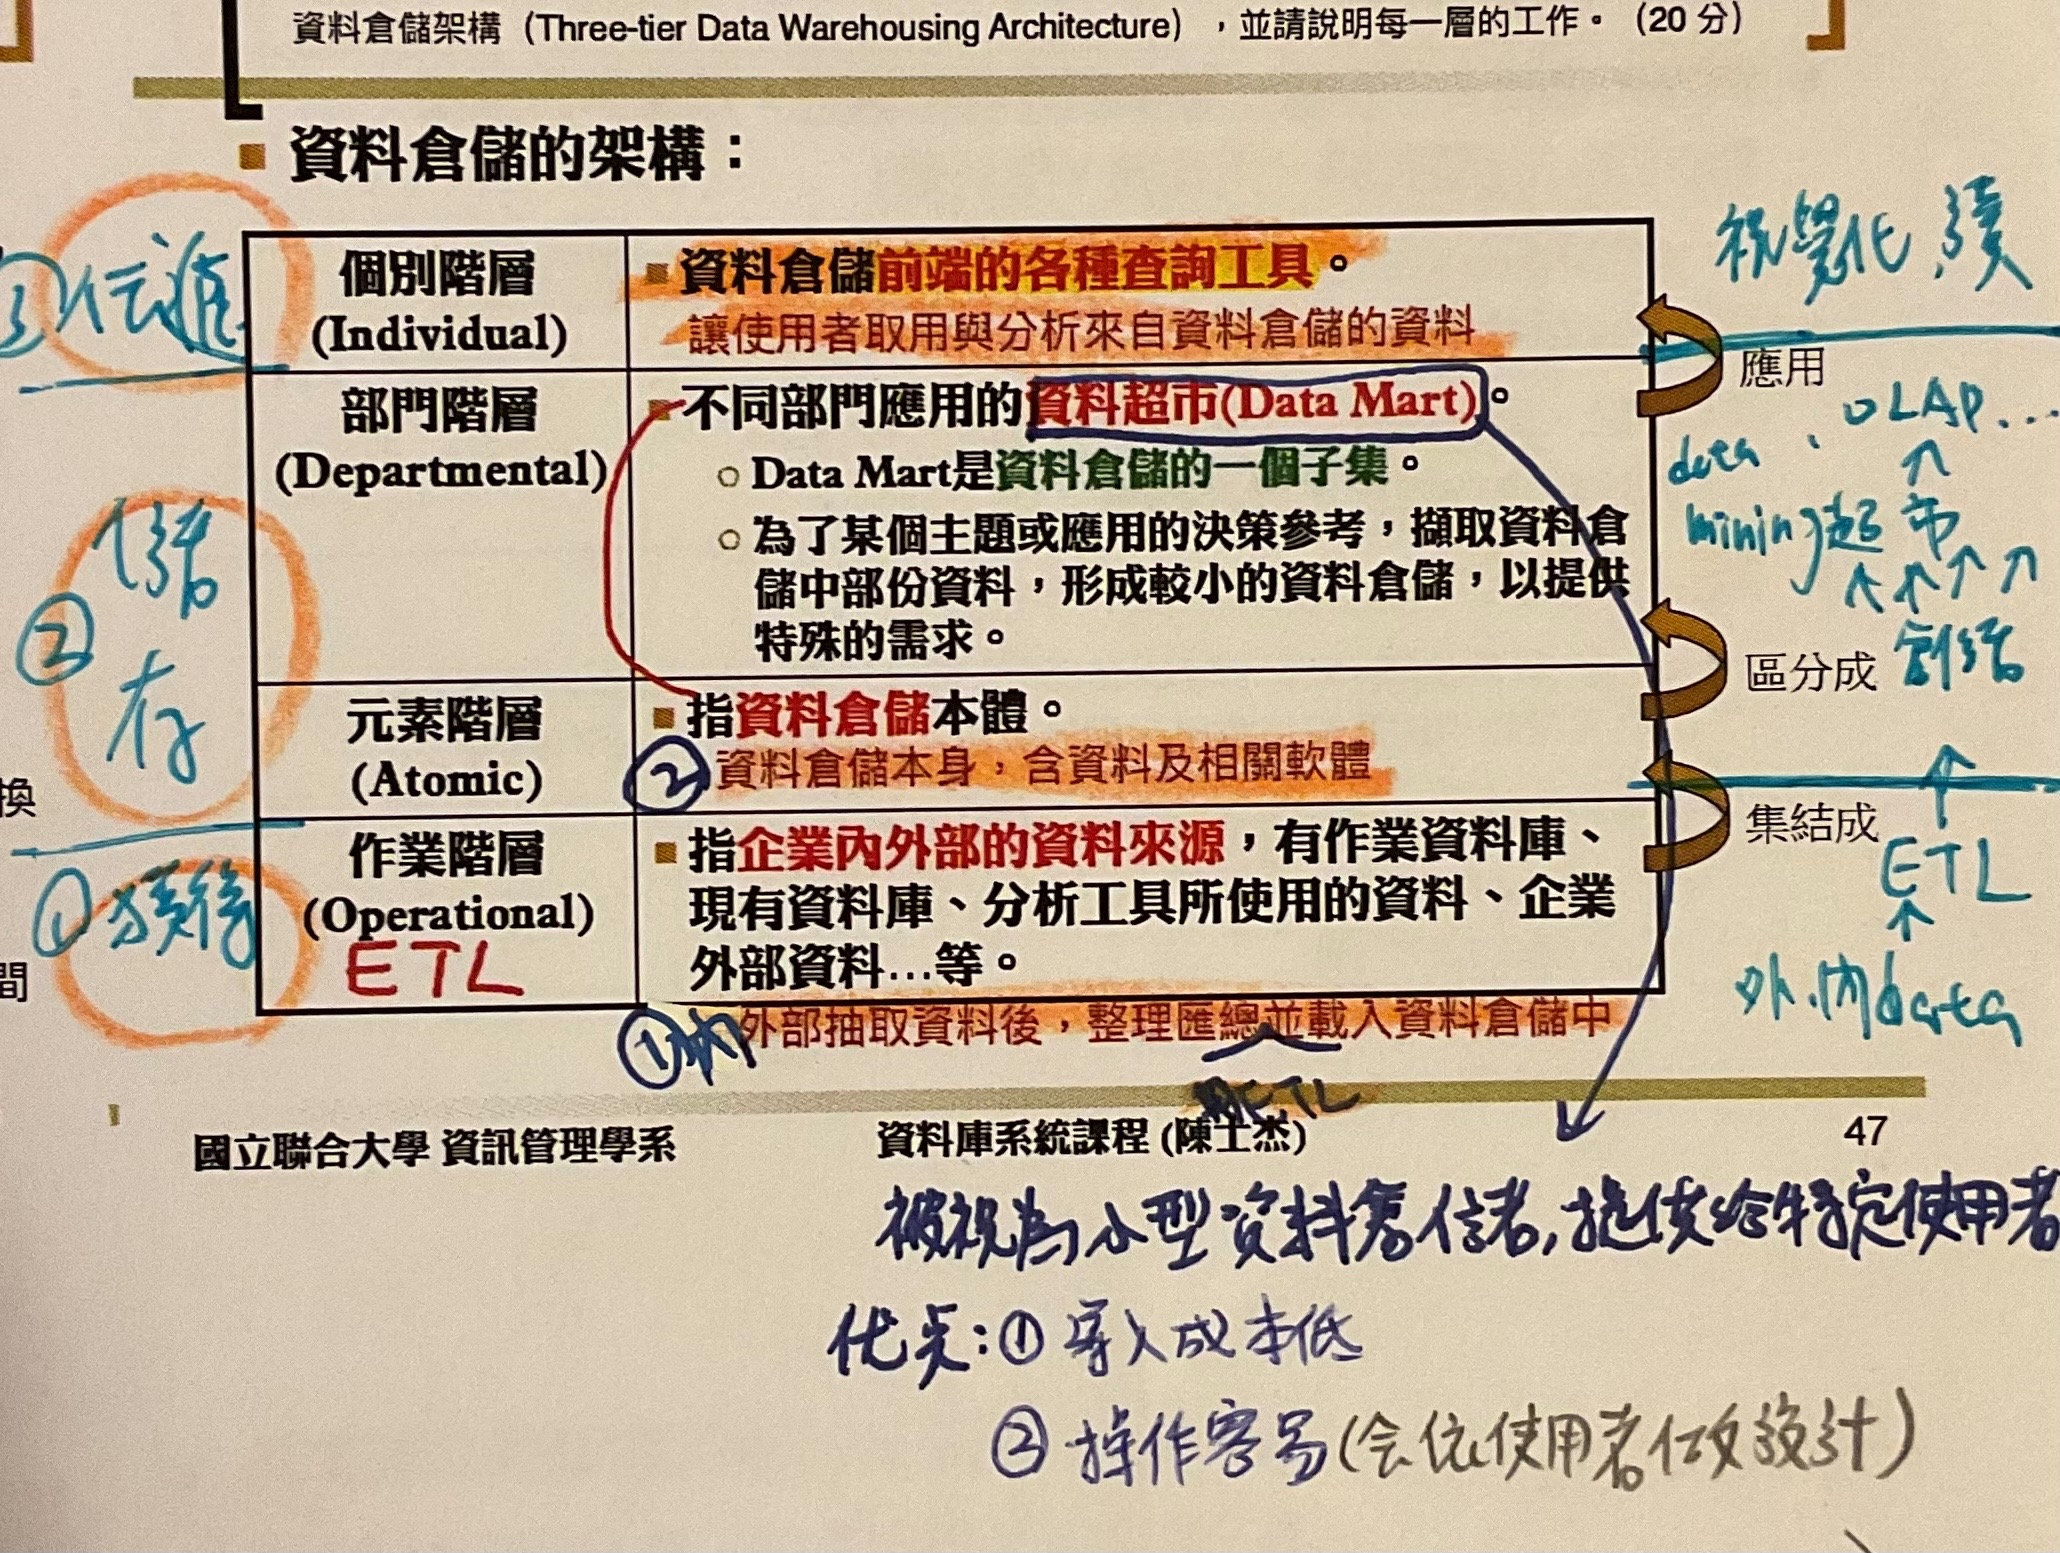 資料倉儲架構（Three-tier Data Warehousing Architecture），並請說明每一層的工作。（20 分）
資料倉儲的架構：
個別階層
(Individual)
資料倉儲前端的各種查詢工具。
讓使用者取用與分析來自資料倉儲的資料
部門階層
(Departmental)
不同部門應用的資料超市(Data Mart)。
Data Mart是資料倉儲的一個子集。
為了某個主題或應用的決策參考，擷取資料倉
儲中部份資料，形成較小的資料倉儲，以提供
特殊的需求。
元素階層
(Atomic)
指資料倉儲本體。
② 資料倉儲本身，含資料及相關軟體
作業階層
(Operational)
ETL
指企業內外部的資料來源，有作業資料庫、
現有資料庫、分析工具所使用的資料、企業
外部資料…等。
① 內外部抽取資料後，整理匯總並載入資料倉儲中
ETL
③
②
儲
存
①
換
間
視覺化
應用
OLAP...
data
mining 超市
區分成 倉儲
集結成
ETL
外.內data
國立聯合大學 資訊管理學系
資料庫系統課程 (陳士杰)
47
被視為小型資料倉儲者,提供給特定使用者
优点:① 导入成本低
② 操作容易(会依使用者做設計)